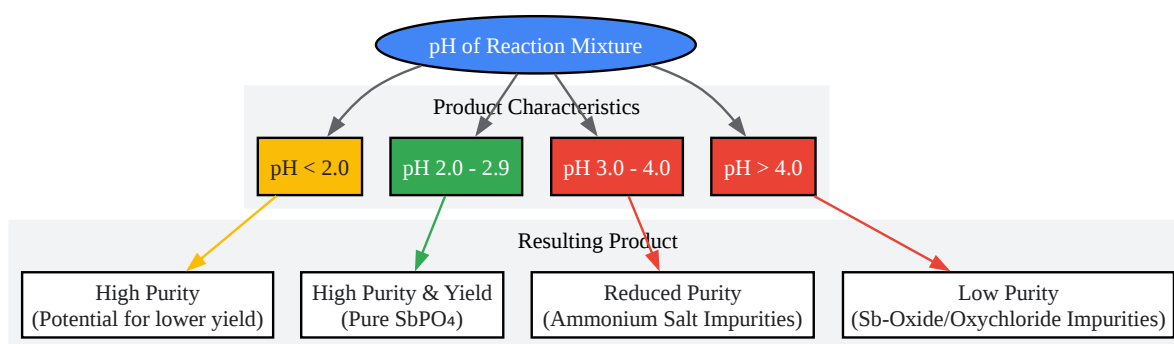 pH of Reaction Mixture
Product Characteristics
pH < 2.0
pH 2.0 - 2.9
pH 3.0 - 4.0
pH > 4.0
Resulting Product
High Purity
(Potential for lower yield)
High Purity & Yield
(Pure SbPO₄)
Reduced Purity
(Ammonium Salt Impurities)
Low Purity
(Sb-Oxide/Oxychloride Impurities)